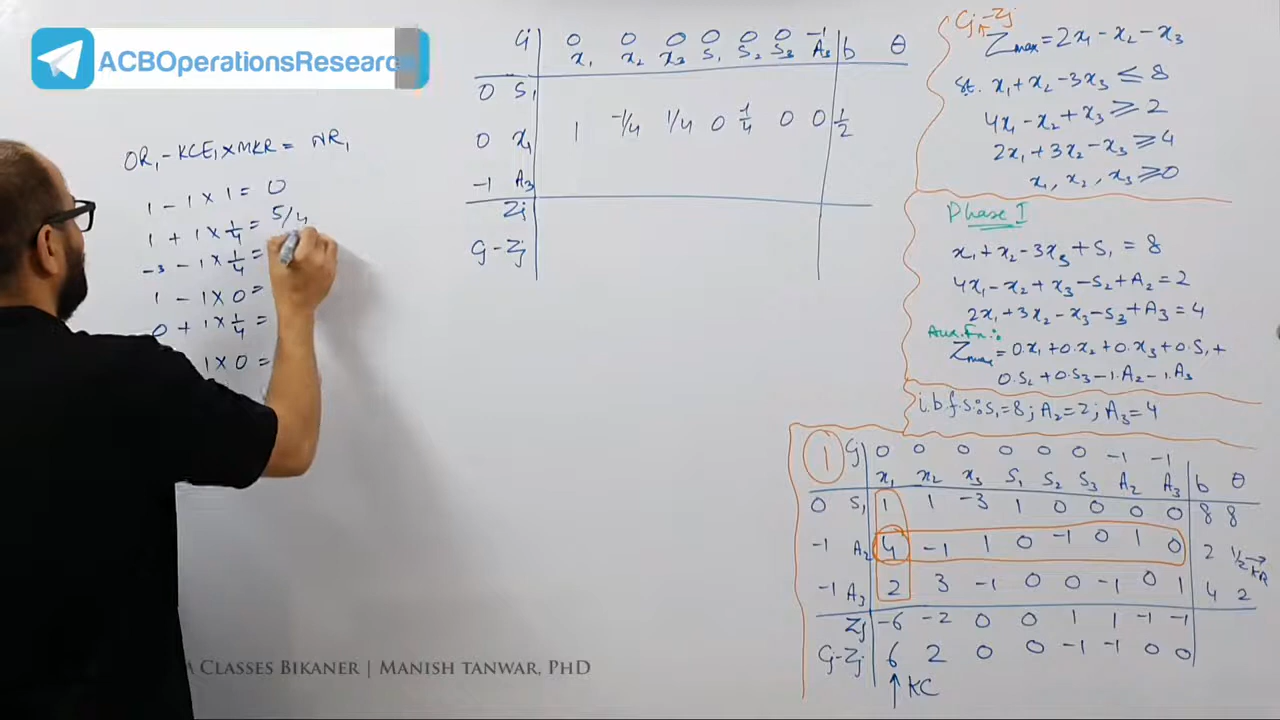 ACBOperationsResearc
OR₁ - KCE₁ × MKR = NR₁
1 - 1 × 1 = 0
1 + 1 × 1/4 = 5/4
-3 - 1 × 1/4 =
1 - 1 × 0 =
0 + 1 × 1/4 =
1 × 0 =
Cj 0 0 0 0 0 0 -1
x₁ x₂ x₃ S₁ S₂ S₃ A₃ b θ
0 S₁
0 x₁ 1 -1/4 1/4 0 1/4 0 0 1/2
-1 A₃
Zj
Cj - Zj
Cj - Zj
Zmax = 2x₁ - x₂ - x₃
st. x₁ + x₂ - 3x₃ ≤ 8
4x₁ - x₂ + x₃ ≥ 2
2x₁ + 3x₂ - x₃ ≥ 4
x₁, x₂, x₃ ≥ 0
Phase I
x₁ + x₂ - 3x₃ + S₁ = 8
4x₁ - x₂ + x₃ - S₂ + A₂ = 2
2x₁ + 3x₂ - x₃ - S₃ + A₃ = 4
Aux. Fn.:
Zmax = 0.x₁ + 0.x₂ + 0.x₃ + 0.S₁ +
0.S₂ + 0.S₃ - 1.A₂ - 1.A₃
i.b.f.s: S₁ = 8; A₂ = 2; A₃ = 4
1 Cj 0 0 0 0 0 0 -1 -1
x₁ x₂ x₃ S₁ S₂ S₃ A₂ A₃ b θ
0 S₁ 1 1 -3 1 0 0 0 0 8 8
-1 A₂ 4 -1 1 0 -1 0 1 0 2 1/2 → KR
-1 A₃ 2 3 -1 0 0 -1 0 1 4 2
Zj -6 -2 0 0 1 1 -1 -1
Cj - Zj 6 2 0 0 -1 -1 0 0
↑ KC
CLASSES BIKANER | MANISH TANWAR, PHD